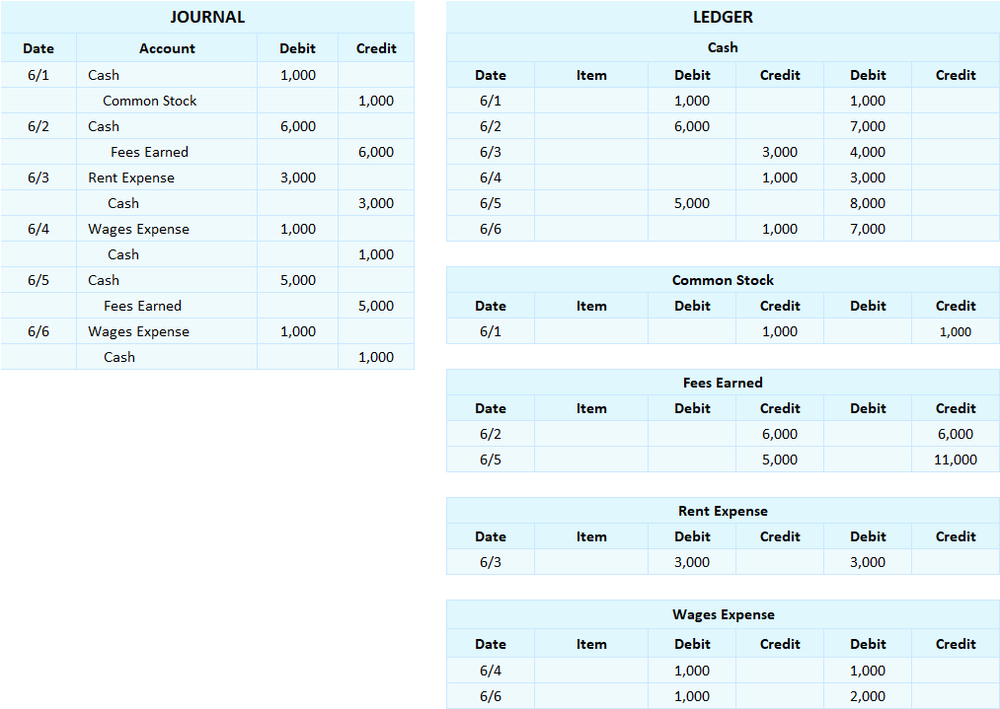 JOURNAL
Date Account Debit Credit
6/1 Cash 1,000
Common Stock 1,000
6/2 Cash 6,000
Fees Earned 6,000
6/3 Rent Expense 3,000
Cash 3,000
6/4 Wages Expense 1,000
Cash 1,000
6/5 Cash 5,000
Fees Earned 5,000
6/6 Wages Expense 1,000
Cash 1,000
LEDGER
Cash
Date Item Debit Credit Debit Credit
6/1 1,000 1,000
6/2 6,000 7,000
6/3 3,000 4,000
6/4 1,000 3,000
6/5 5,000 8,000
6/6 1,000 7,000
Common Stock
Date Item Debit Credit Debit Credit
6/1 1,000 1,000
Fees Earned
Date Item Debit Credit Debit Credit
6/2 6,000 6,000
6/5 5,000 11,000
Rent Expense
Date Item Debit Credit Debit Credit
6/3 3,000 3,000
Wages Expense
Date Item Debit Credit Debit Credit
6/4 1,000 1,000
6/6 1,000 2,000